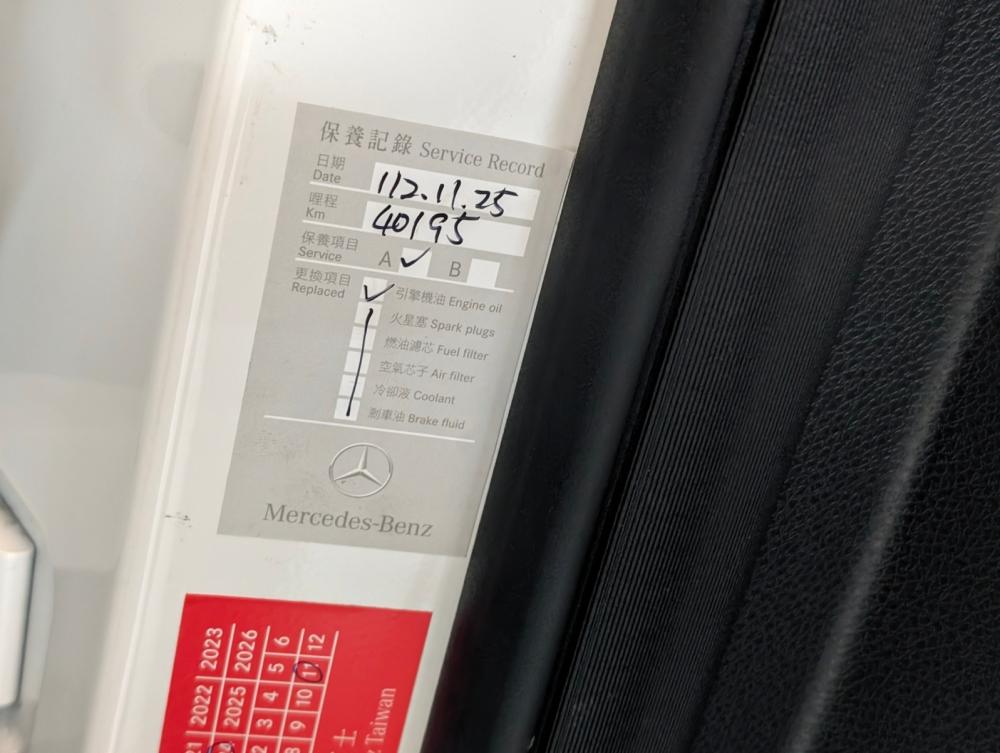 保養記錄 Service Record
日期
Date
112.11.25
哩程
Km
40195
保養項目
Service
A ✓ B
更換項目
Replaced
✓ 引擎機油 Engine oil
火星塞 Spark plugs
燃油濾芯 Fuel filter
空氣芯子 Air filter
冷卻液 Coolant
剎車油 Brake fluid
Mercedes-Benz
2022 2023
2025 2026
3 4 5 6
9 10 11 12
士
Taiwan